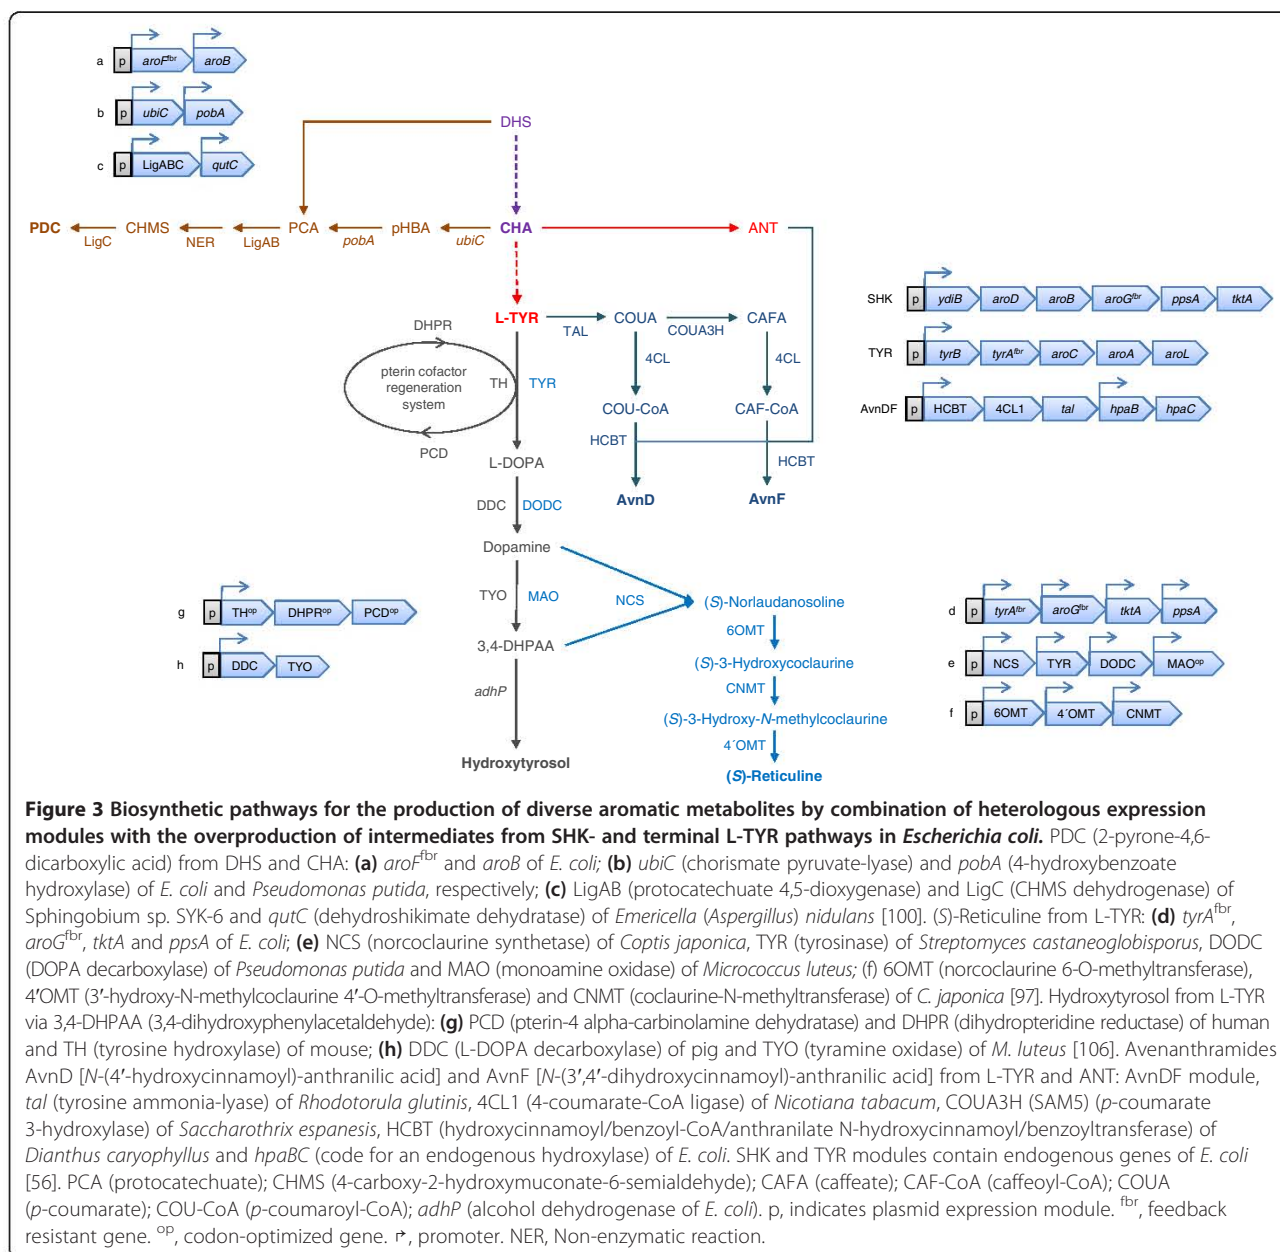 a p aroF^fbr aroB
b p ubiC pobA
c p LigABC qutC
DHS
PDC CHMS PCA pHBA CHA ANT
LigC NER LigAB pobA ubiC
SHK p ydiB aroD aroB aroG^fbr ppsA tktA
L-TYR COUA CAFA
TAL COUA3H
DHPR
TYR p tyrB tyrA^fbr aroC aroA aroL
4CL 4CL
pterin cofactor
regeneration
system
TH TYR
AvnDF p HCBT 4CL1 tal hpaB hpaC
COU-CoA CAF-CoA
HCBT
PCD
L-DOPA HCBT
AvnD AvnF
DDC DODC
Dopamine
TYO MAO NCS (S)-Norlaudanosoline
g p TH^op DHPR^op PCD^op
d p tyrA^fbr aroG^fbr tktA ppsA
6OMT
3,4-DHPAA
h p DDC TYO
(S)-3-Hydroxycoclaurine
e p NCS TYR DODC MAO^op
adhP CNMT
(S)-3-Hydroxy-N-methylcoclaurine
f p 6OMT 4´OMT CNMT
4´OMT
Hydroxytyrosol
(S)-Reticuline
Figure 3 Biosynthetic pathways for the production of diverse aromatic metabolites by combination of heterologous expression
modules with the overproduction of intermediates from SHK- and terminal L-TYR pathways in Escherichia coli. PDC (2-pyrone-4,6-
dicarboxylic acid) from DHS and CHA: (a) aroF^fbr and aroB of E. coli; (b) ubiC (chorismate pyruvate-lyase) and pobA (4-hydroxybenzoate
hydroxylase) of E. coli and Pseudomonas putida, respectively; (c) LigAB (protocatechuate 4,5-dioxygenase) and LigC (CHMS dehydrogenase) of
Sphingobium sp. SYK-6 and qutC (dehydroshikimate dehydratase) of Emericella (Aspergillus) nidulans [100]. (S)-Reticuline from L-TYR: (d) tyrA^fbr,
aroG^fbr, tktA and ppsA of E. coli; (e) NCS (norcoclaurine synthetase) of Coptis japonica, TYR (tyrosinase) of Streptomyces castaneoglobisporus, DODC
(DOPA decarboxylase) of Pseudomonas putida and MAO (monoamine oxidase) of Micrococcus luteus; (f) 6OMT (norcoclaurine 6-O-methyltransferase),
4′OMT (3′-hydroxy-N-methylcoclaurine 4′-O-methyltransferase) and CNMT (coclaurine-N-methyltransferase) of C. japonica [97]. Hydroxytyrosol from L-TYR
via 3,4-DHPAA (3,4-dihydroxyphenylacetaldehyde): (g) PCD (pterin-4 alpha-carbinolamine dehydratase) and DHPR (dihydropteridine reductase) of human
and TH (tyrosine hydroxylase) of mouse; (h) DDC (L-DOPA decarboxylase) of pig and TYO (tyramine oxidase) of M. luteus [106]. Avenanthramides
AvnD [N-(4′-hydroxycinnamoyl)-anthranilic acid] and AvnF [N-(3′,4′-dihydroxycinnamoyl)-anthranilic acid] from L-TYR and ANT: AvnDF module,
tal (tyrosine ammonia-lyase) of Rhodotorula glutinis, 4CL1 (4-coumarate-CoA ligase) of Nicotiana tabacum, COUA3H (SAM5) (p-coumarate
3-hydroxylase) of Saccharothrix espanesis, HCBT (hydroxycinnamoyl/benzoyl-CoA/anthranilate N-hydroxycinnamoyl/benzoyltransferase) of
Dianthus caryophyllus and hpaBC (code for an endogenous hydroxylase) of E. coli. SHK and TYR modules contain endogenous genes of E. coli
[56]. PCA (protocatechuate); CHMS (4-carboxy-2-hydroxymuconate-6-semialdehyde); CAFA (caffeate); CAF-CoA (caffeoyl-CoA); COUA
(p-coumarate); COU-CoA (p-coumaroyl-CoA); adhP (alcohol dehydrogenase of E. coli). p, indicates plasmid expression module. ^fbr, feedback
resistant gene. ^op, codon-optimized gene. ↱, promoter. NER, Non-enzymatic reaction.